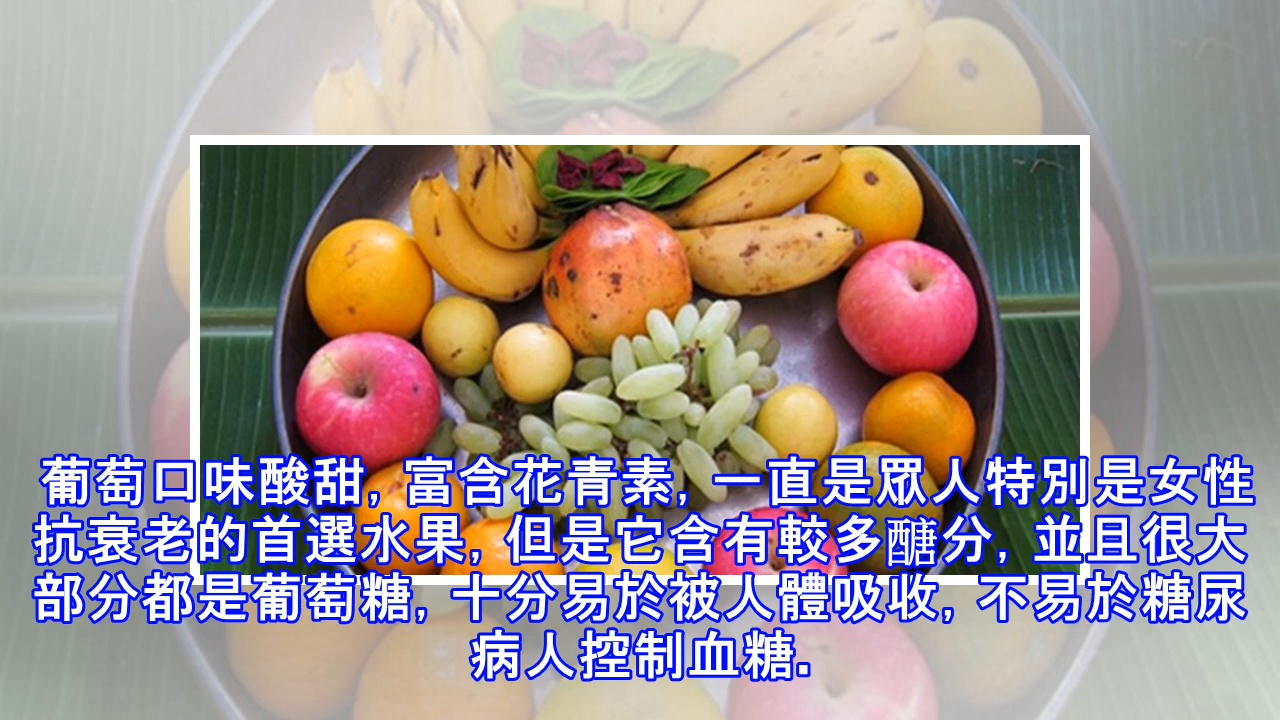 葡萄口味酸甜, 富含花青素, 一直是眾人特別是女性
抗衰老的首選水果, 但是它含有較多醣分, 並且很大
部分都是葡萄糖, 十分易於被人體吸收, 不易於糖尿
病人控制血糖.